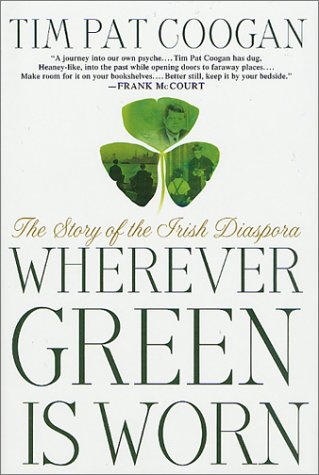 TIM PAT COOGAN
"A journey into our own psyche.... Tim Pat Coogan has dug,
Heaney-like, into the past while opening doors to faraway places....
Make room for it on your bookshelves.... Better still, keep it by your bedside."
—FRANK McCOURT
The Story of the Irish Diaspora
WHEREVER
GREEN
IS WORN